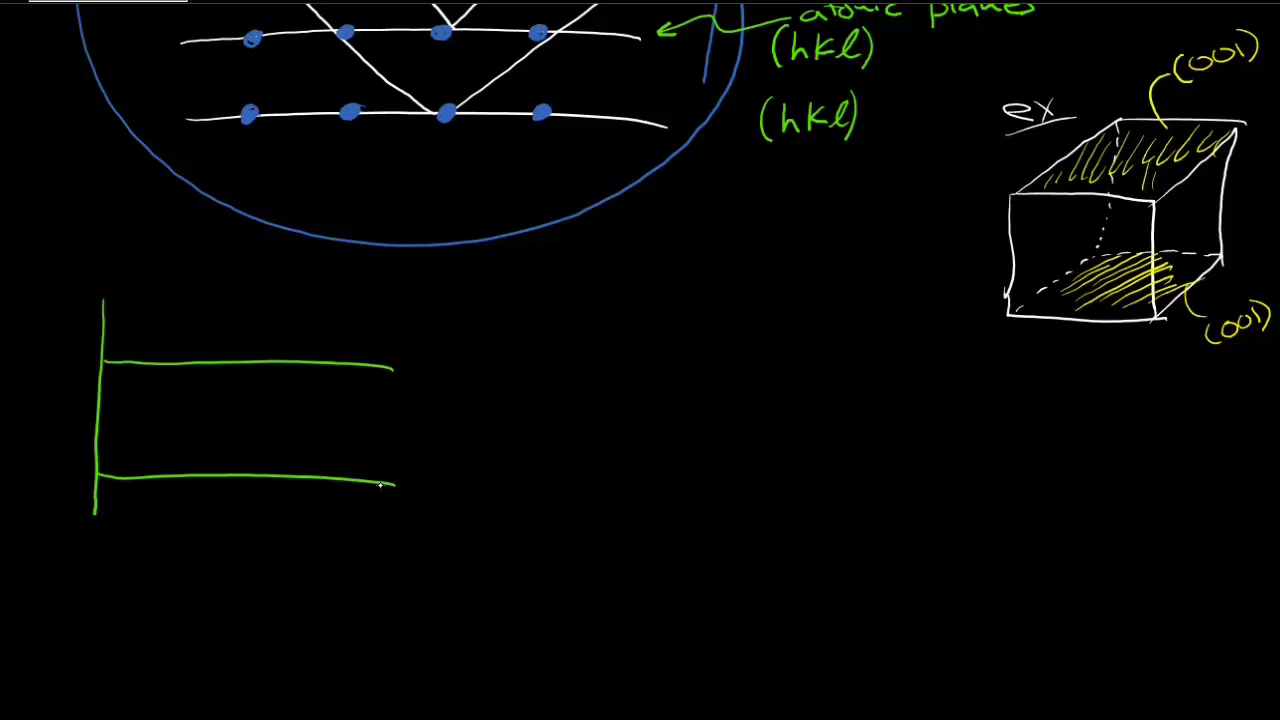 atomic planes
(hkl)
(hkl)
ex
(001)
(001)